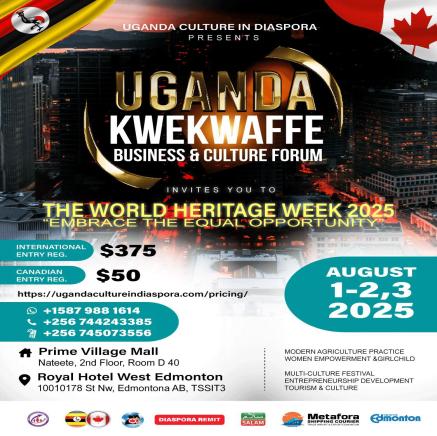 UGANDA CULTURE IN DIASPORA
PRESENTS
UGANDA
KWEKWAFFE
BUSINESS & CULTURE FORUM
INVITES YOU TO
THE WORLD HERITAGE WEEK 2025
"EMBRACE THE EQUAL OPPORTUNITY"
INTERNATIONAL
ENTRY REG.
$375
CANADIAN
ENTRY REG.
$50
https://ugandacultureindiaspora.com/pricing/
+1587 988 1614
+256 744243385
+256 745073556
AUGUST
1-2,3
2025
Prime Village Mall
Nateete, 2nd Floor, Room D 40
Royal Hotel West Edmonton
10010178 St Nw, Edmontona AB, TSSIT3
MODERN AGRICULTURE PRACTICE
WOMEN EMPOWERMENT &GIRLCHILD
MULTI-CULTURE FESTIVAL
ENTREPRENEURSHIP DEVELOPMENT
TOURISM & CULTURE
DIASPORA REMIT
SALAM
Metafora
SHIPPING COURIER
Edmonton